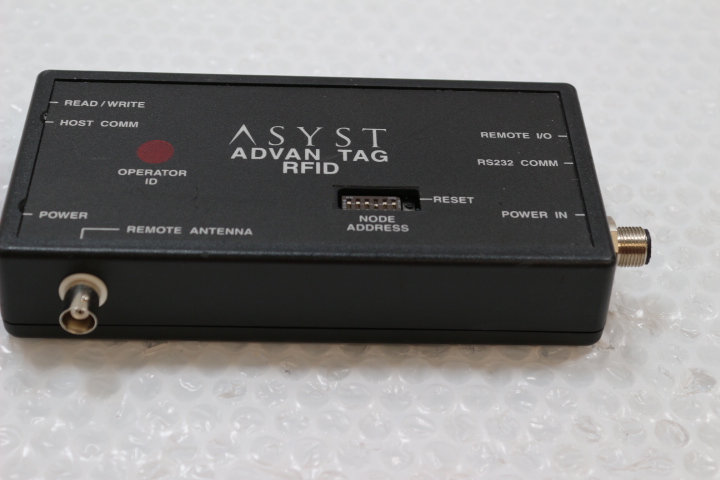 READ / WRITE
HOST COMM
OPERATOR
ID
POWER
REMOTE ANTENNA
ASYST
ADVAN TAG
RFID
RESET
NODE
ADDRESS
REMOTE I/O
RS232 COMM
POWER IN